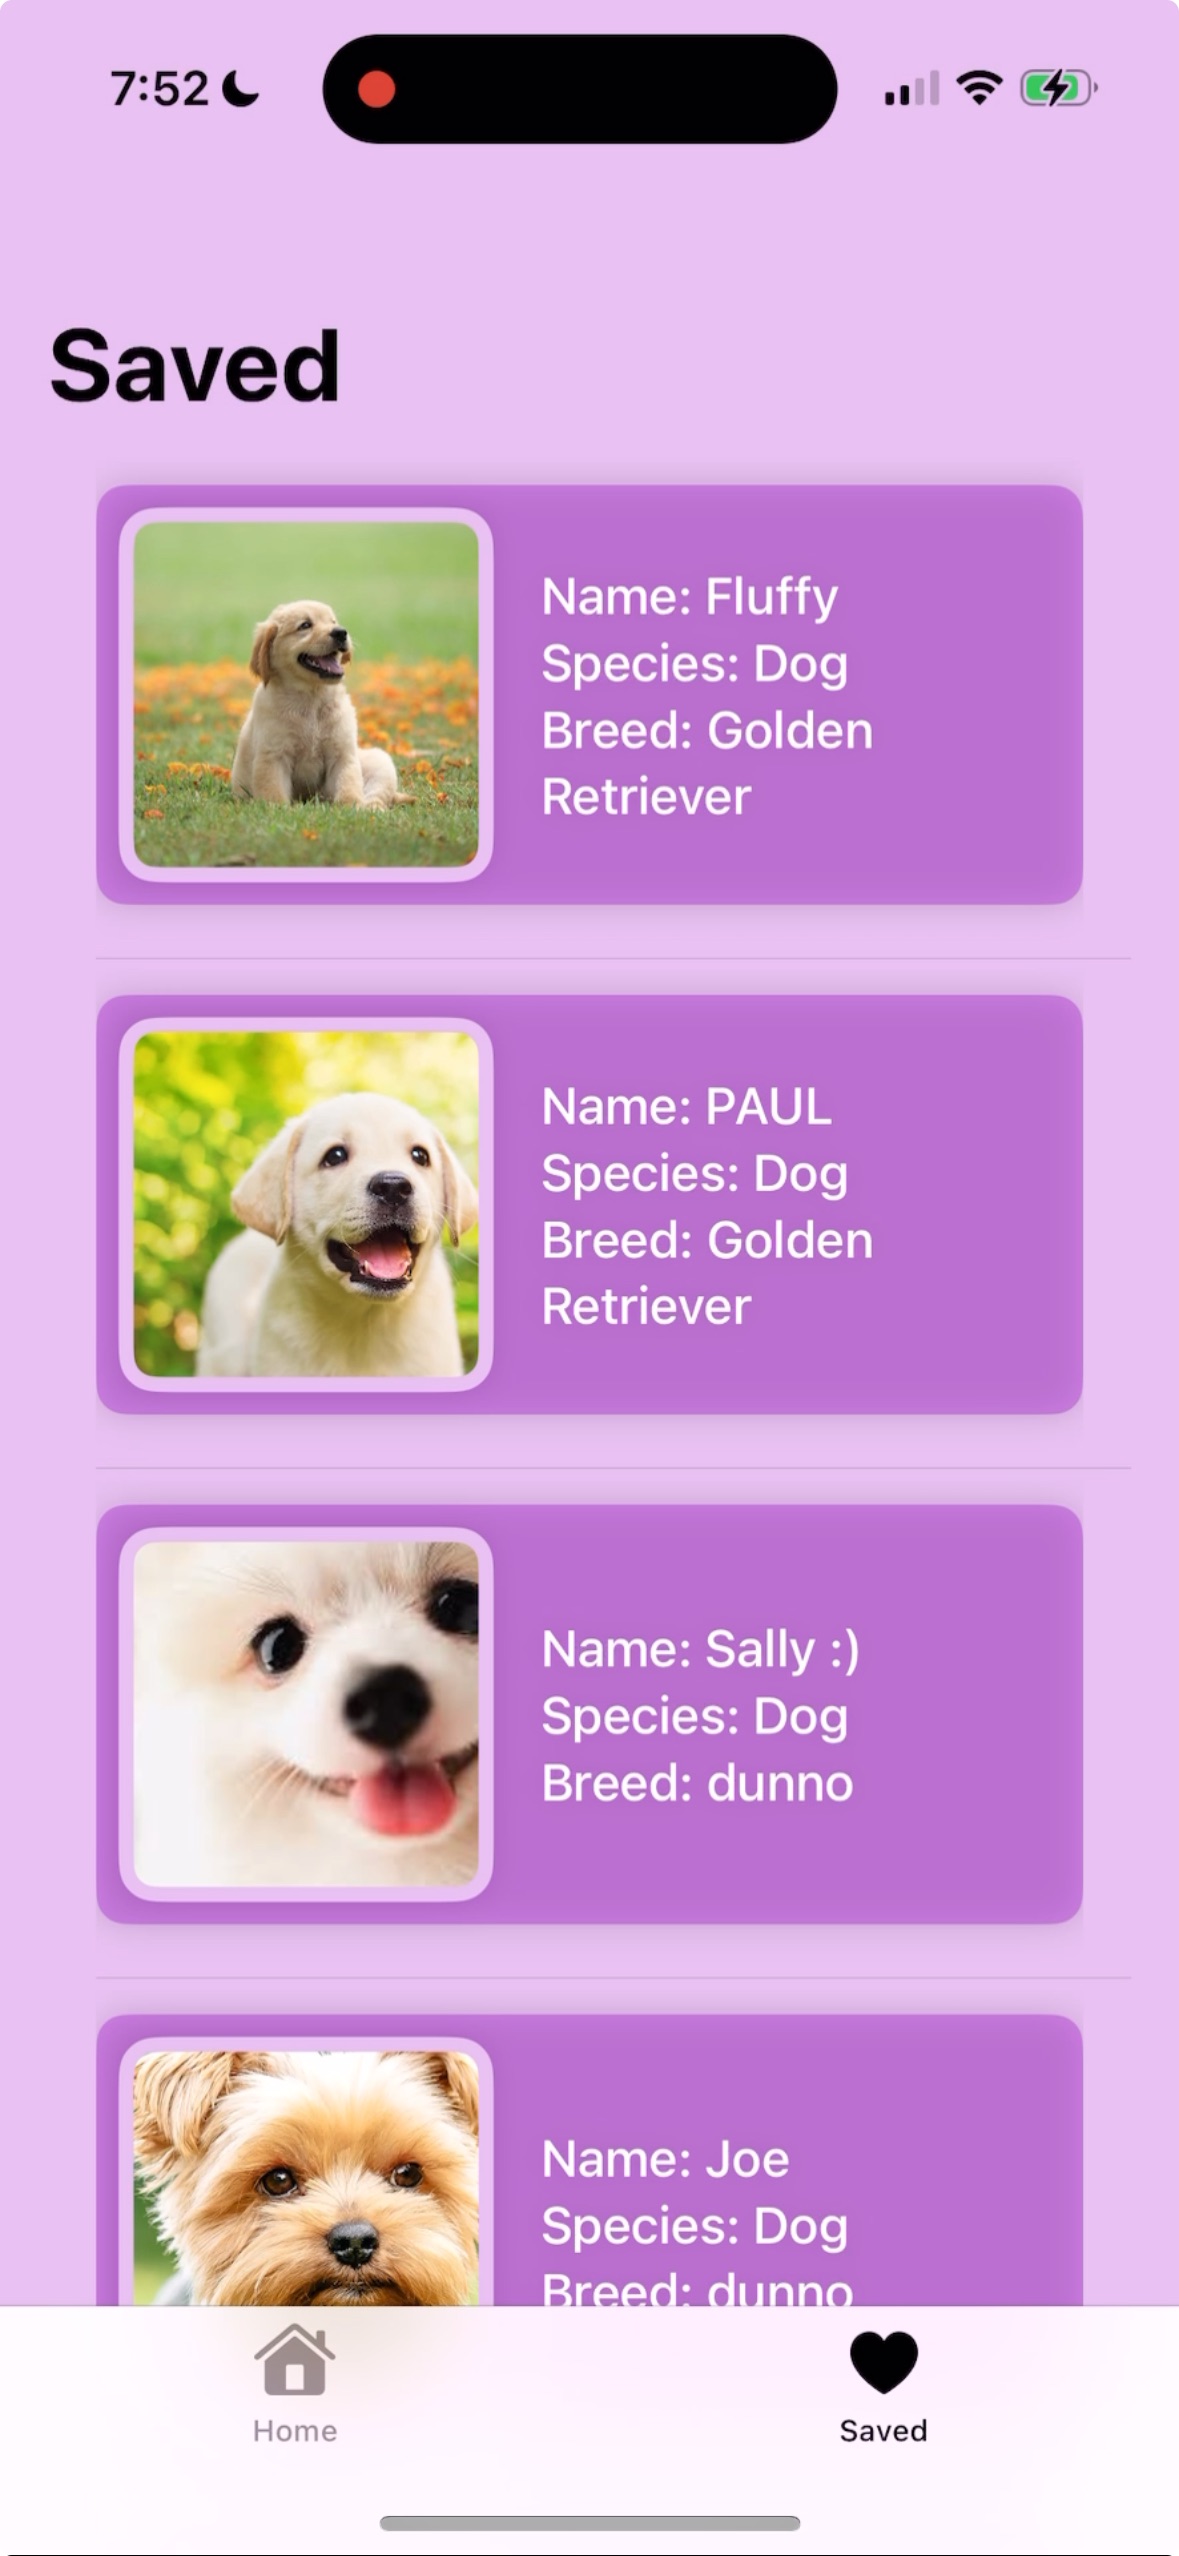 7:52
Saved
Name: Fluffy
Species: Dog
Breed: Golden
Retriever
Name: PAUL
Species: Dog
Breed: Golden
Retriever
Name: Sally :)
Species: Dog
Breed: dunno
Name: Joe
Species: Dog
Breed: dunno
Home
Saved